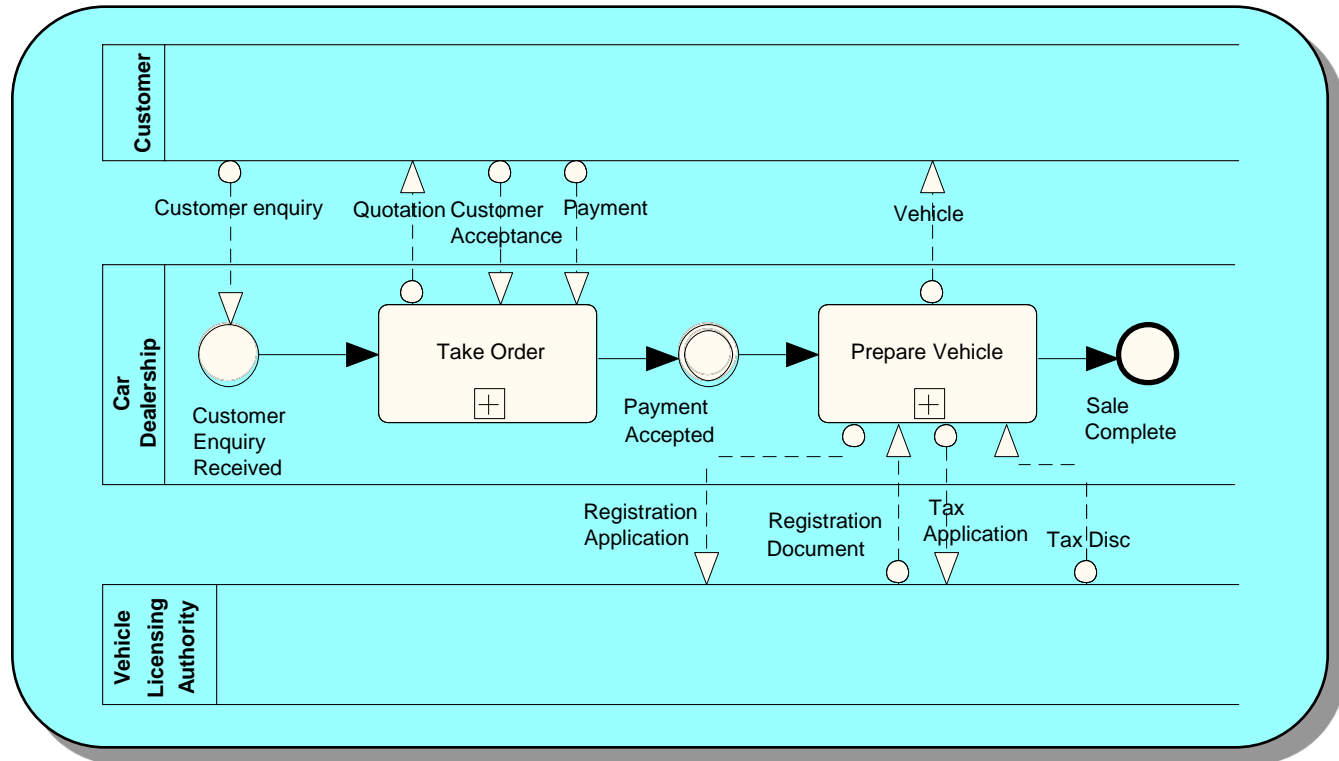 Customer
Customer enquiry
Quotation
Customer
Acceptance
Payment
Vehicle
Car
Dealership
Take Order
Prepare Vehicle
Customer
Enquiry
Received
Payment
Accepted
Sale
Complete
Registration
Application
Registration
Document
Tax
Application
Tax Disc
Vehicle
Licensing
Authority